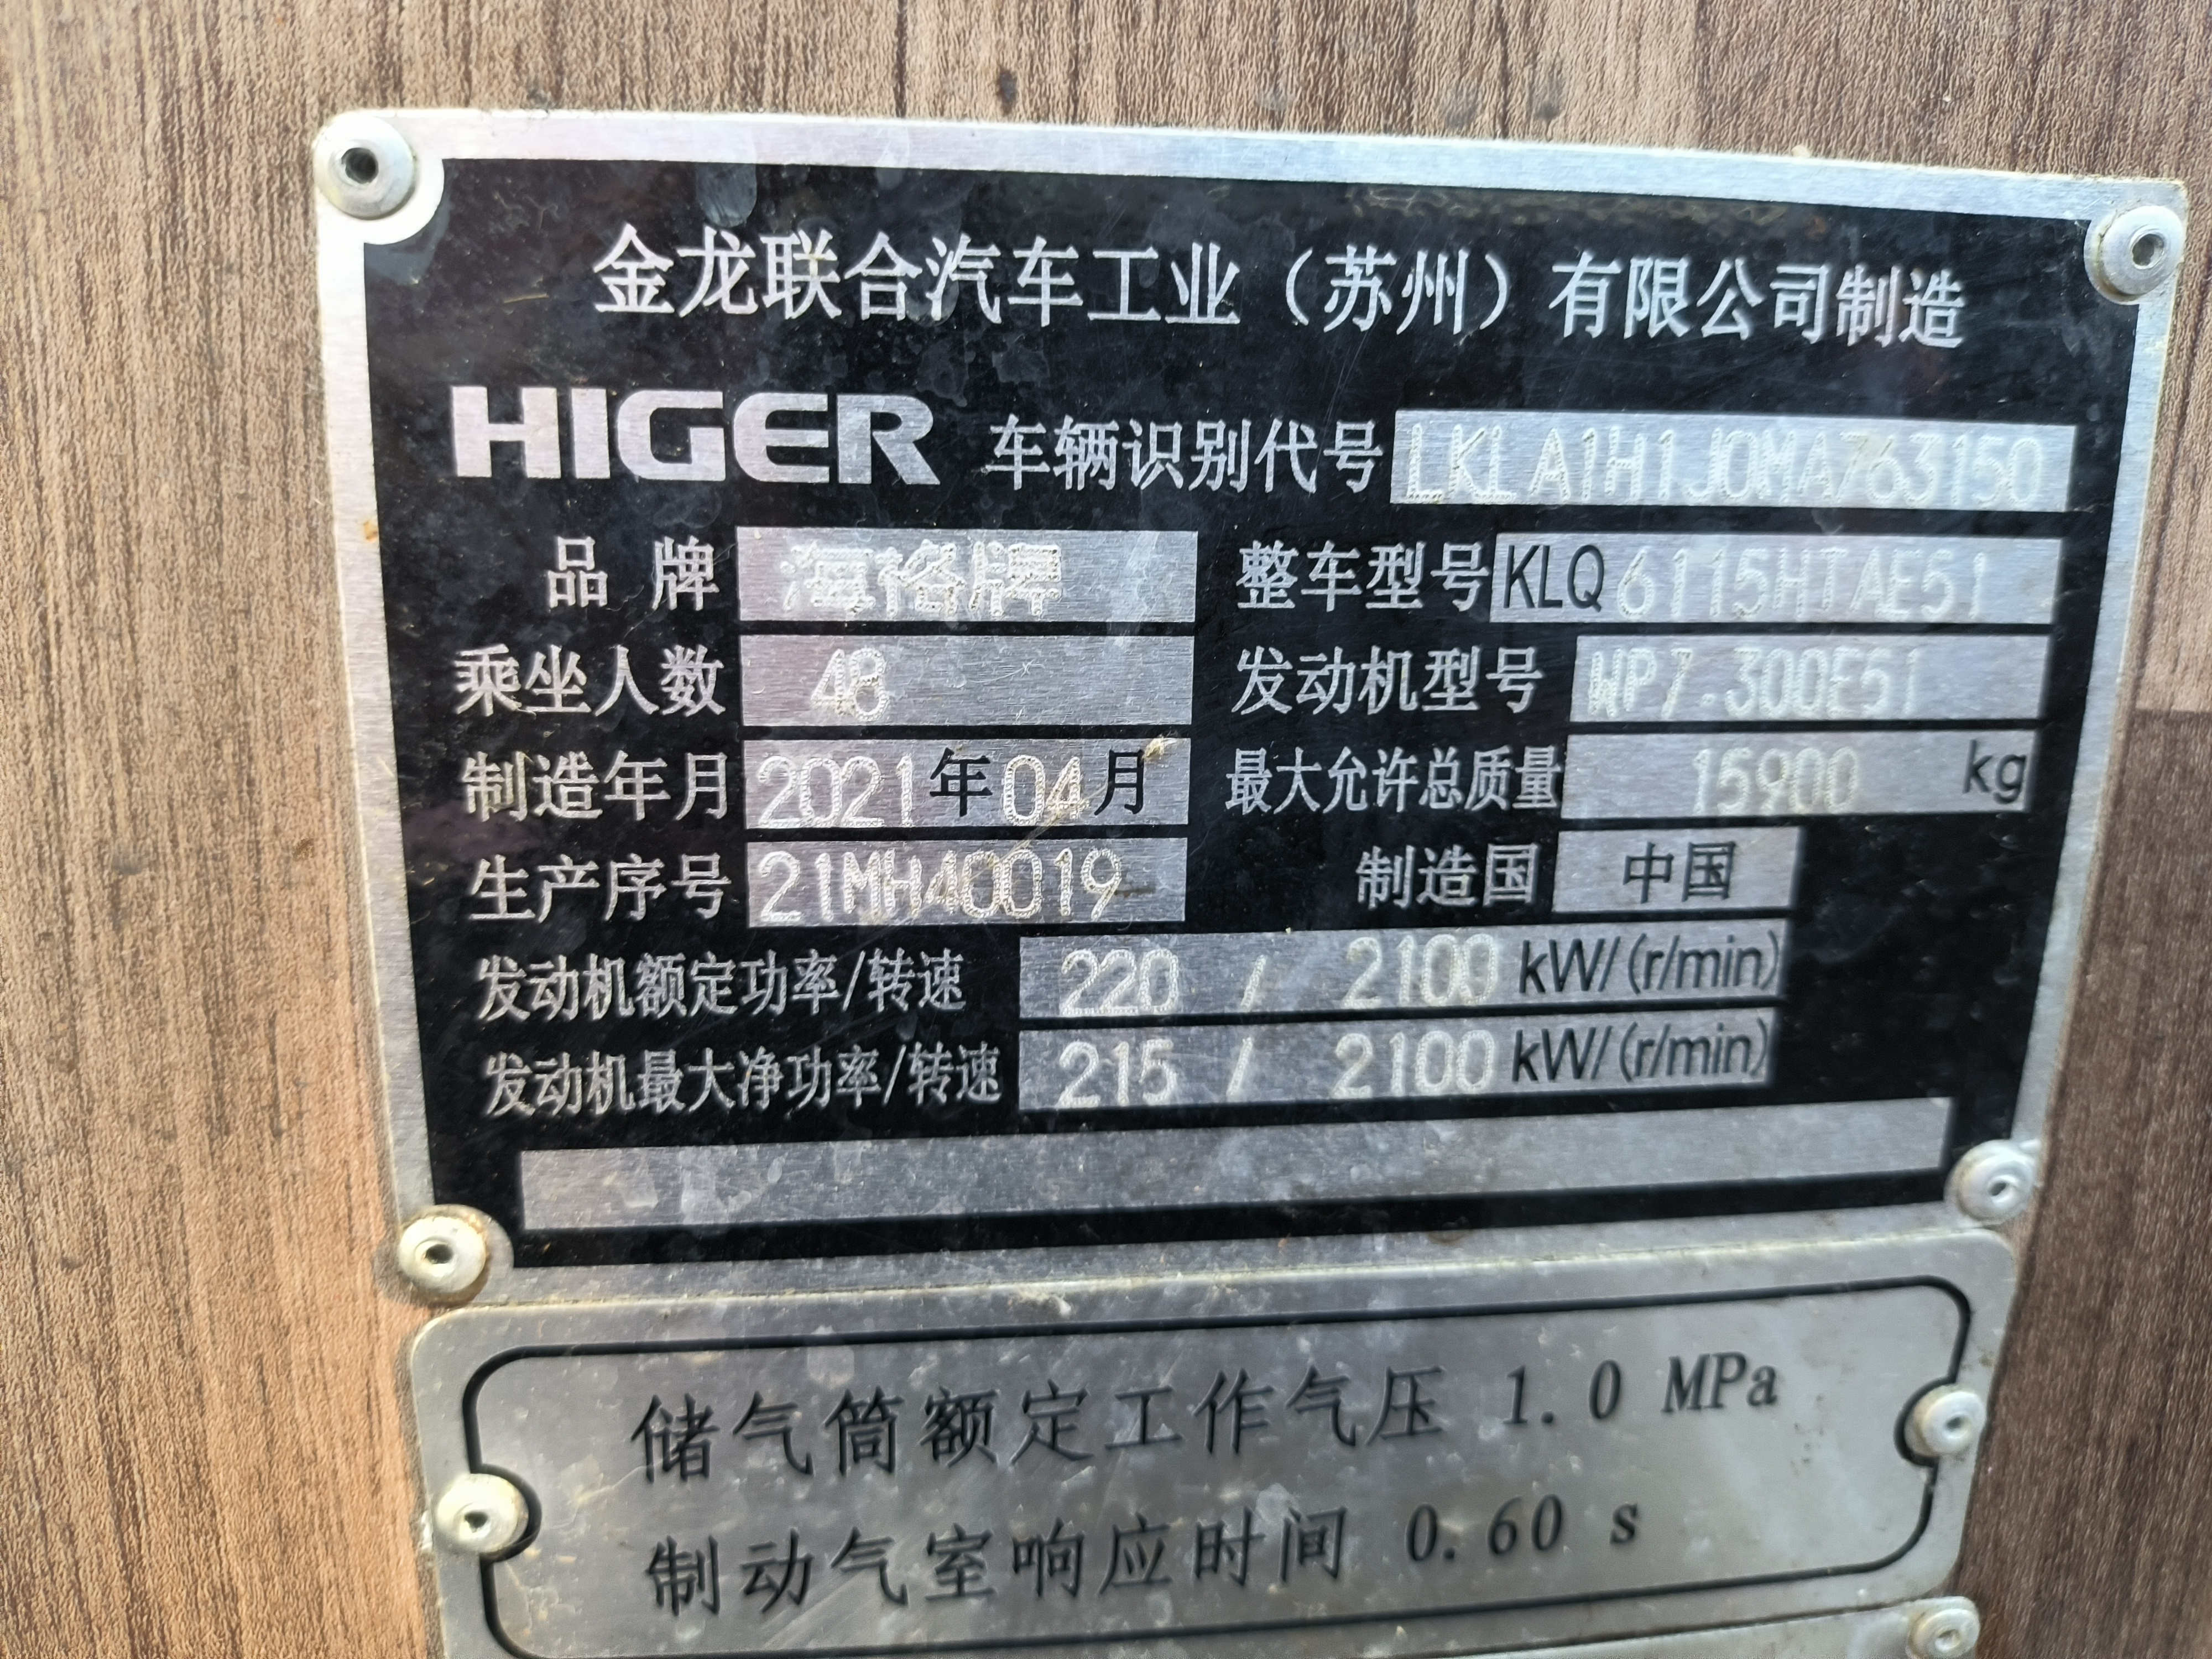 金龙联合汽车工业（苏州）有限公司制造
HIGER 车辆识别代号 LKLA1H1J0MA763150
品牌 海格牌 整车型号 KLQ6115HTAE51
乘坐人数 48 发动机型号 WP7.300E51
制造年月 2021年04月 最大允许总质量 15900 kg
生产序号 21MH40019 制造国 中国
发动机额定功率/转速 220 / 2100 kW/(r/min)
发动机最大净功率/转速 215 / 2100 kW/(r/min)
储气筒额定工作气压 1.0 MPa
制动气室响应时间 0.60 s